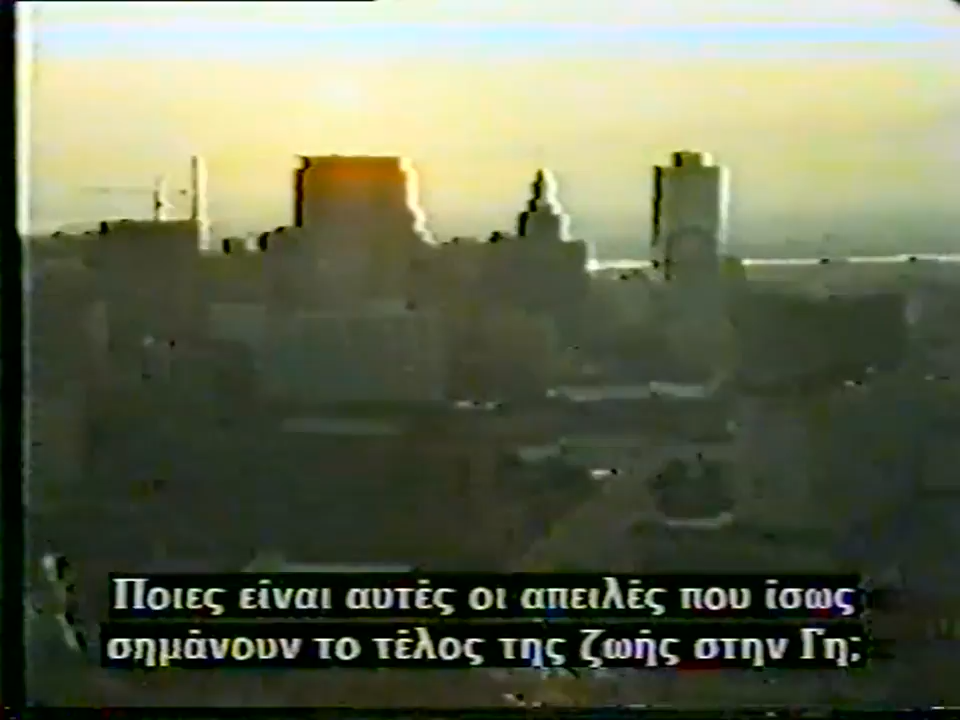 Ποιες είναι αυτές οι απειλές που ίσως
σημάνουν το τέλος της ζωής στην Γη;